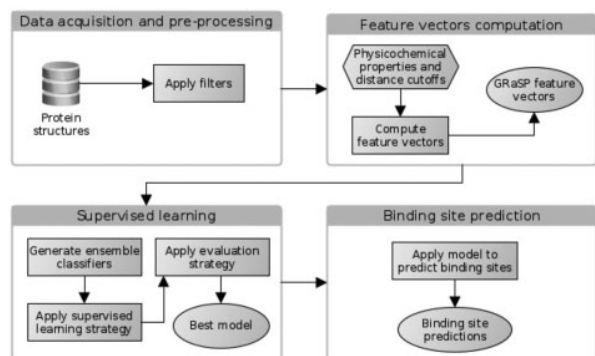 Data acquisition and pre-processing
Protein
structures
Apply filters
Feature vectors computation
Physicochemical
properties and
distance cutoffs
Compute
feature vectors
GRaSP feature
vectors
Supervised learning
Generate ensemble
classifiers
Apply supervised
learning strategy
Apply evaluation
strategy
Best model
Binding site prediction
Apply model to
predict binding sites
Binding site
predictions